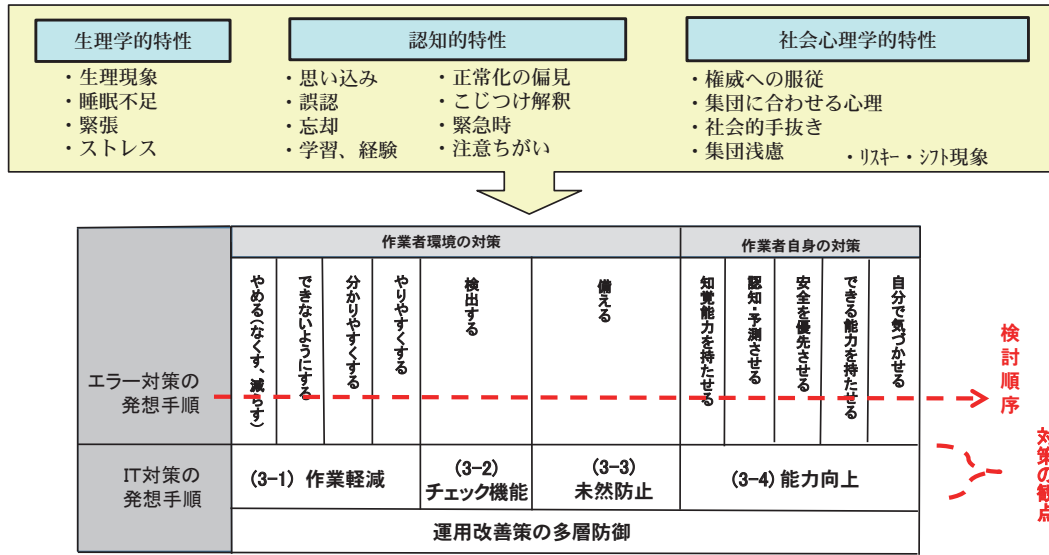 生理学的特性
・生理現象
・睡眠不足
・緊張
・ストレス
認知的特性
・思い込み
・誤認
・忘却
・学習、経験
・正常化の偏見
・こじつけ解釈
・緊急時
・注意ちがい
社会心理学的特性
・権威への服従
・集団に合わせる心理
・社会的手抜き
・集団浅慮
・リスキー・シフト現象
作業者環境の対策
作業者自身の対策
エラー対策の
発想手順
やめる(なくす、減らす)
できないようにする
分かりやすくする
やりやすくする
検出する
備える
知覚能力を持たせる
認知・予測させる
安全を優先させる
できる能力を持たせる
自分で気づかせる
検討順序
IT対策の
発想手順
(3-1) 作業軽減
(3-2)
チェック機能
(3-3)
未然防止
(3-4) 能力向上
対策の観点
運用改善策の多層防御